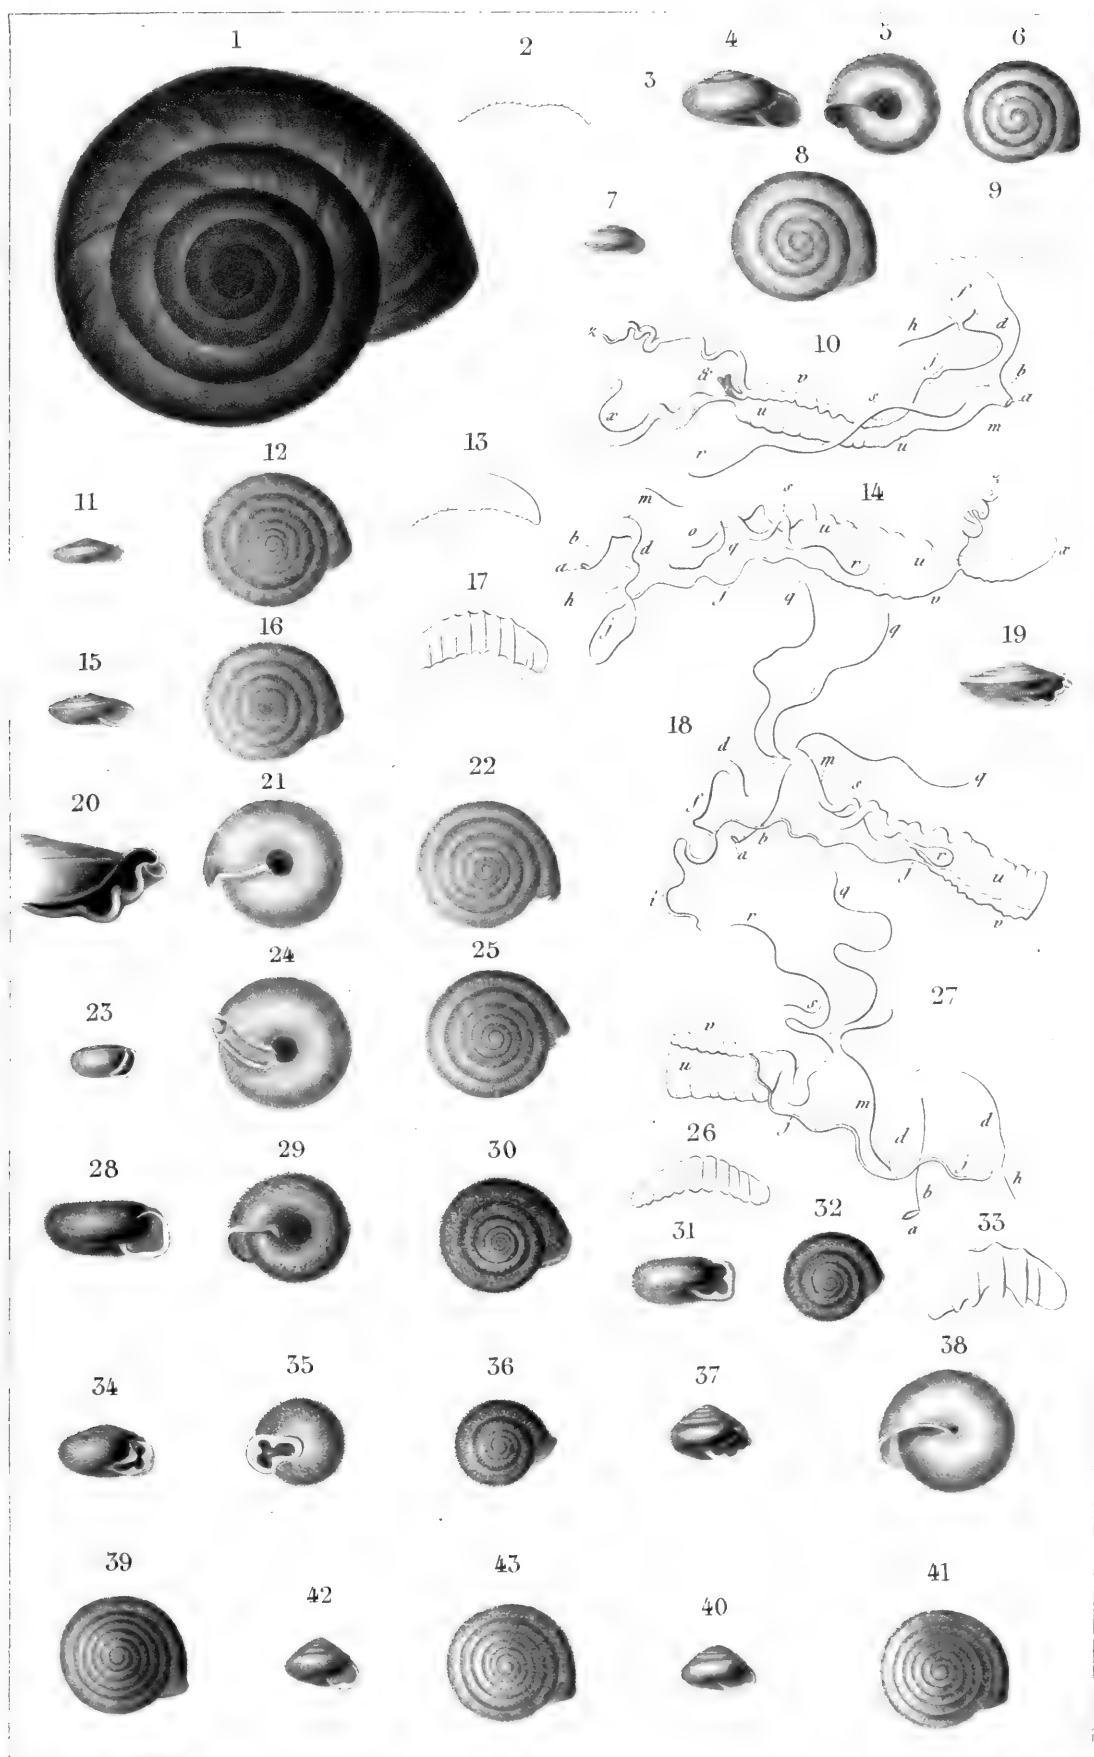 1
2
3
4
5
6
7
8
9
10
z
&
v
s
x
u
r
u
m
h
f
d
j
b
a
11
12
13
14
m
s
z
b
a
d
o
q
u
u
r
x
h
j
v
j
15
16
17
18
19
q
q
d
m
s
q
f
a
b
r
j
u
v
i
20
21
22
23
24
25
26
27
q
r
s
v
u
m
j
d
d
j
b
h
a
28
29
30
31
32
33
34
35
36
37
38
39
42
43
40
41